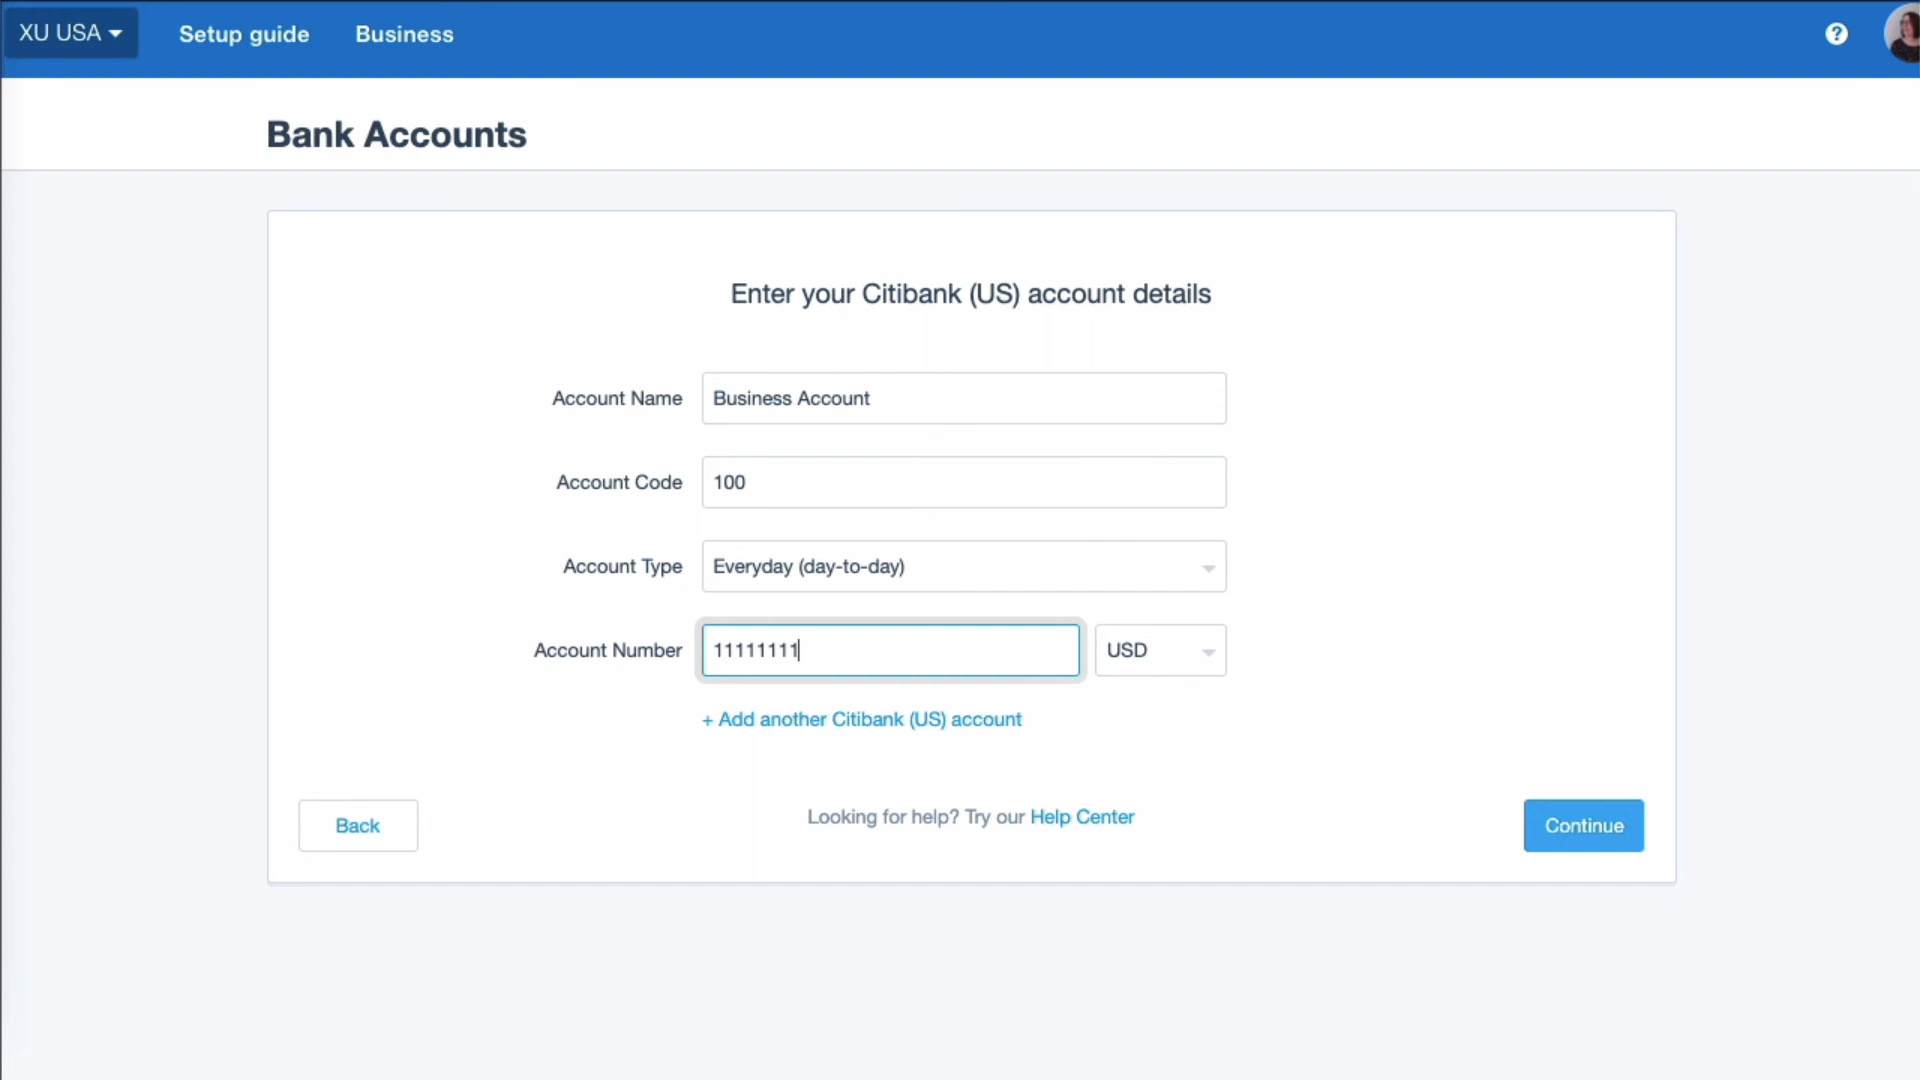 XU USA
Setup guide
Business
?
Bank Accounts
Enter your Citibank (US) account details
Account Name
Business Account
Account Code
100
Account Type
Everyday (day-to-day)
Account Number
11111111
USD
+ Add another Citibank (US) account
Back
Looking for help? Try our Help Center
Continue